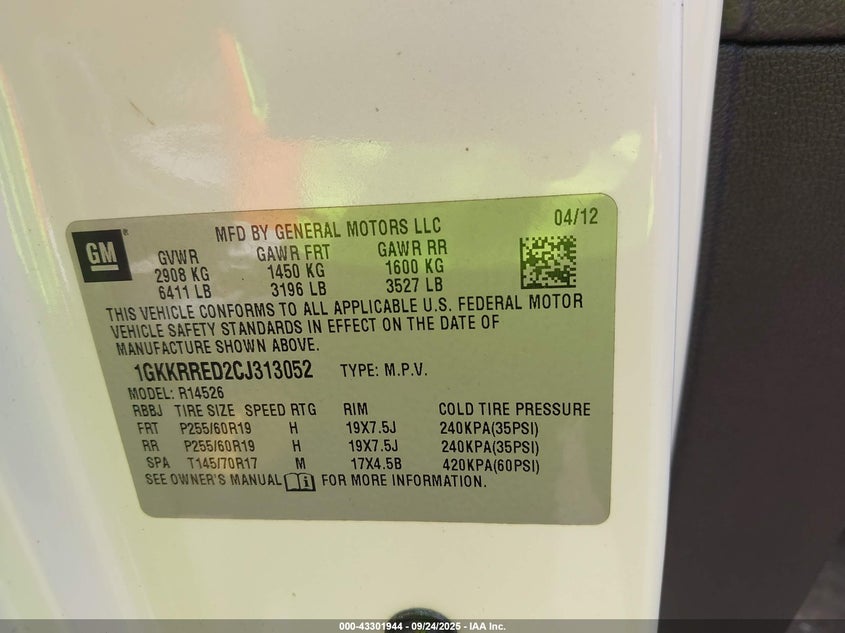 GM
®
MFD BY GENERAL MOTORS LLC
04/12
GVWR GAWR FRT GAWR RR
2908 KG 1450 KG 1600 KG
6411 LB 3196 LB 3527 LB
THIS VEHICLE CONFORMS TO ALL APPLICABLE U.S. FEDERAL MOTOR
VEHICLE SAFETY STANDARDS IN EFFECT ON THE DATE OF
MANUFACTURE SHOWN ABOVE.
1GKKRRED2CJ313052 TYPE: M.P.V.
MODEL: R14526
RBBJ TIRE SIZE SPEED RTG RIM COLD TIRE PRESSURE
FRT P255/60R19 H 19X7.5J 240KPA(35PSI)
RR P255/60R19 H 19X7.5J 240KPA(35PSI)
SPA T145/70R17 M 17X4.5B 420KPA(60PSI)
SEE OWNER'S MANUAL FOR MORE INFORMATION.
000-43301944 - 09/24/2025 - IAA Inc.